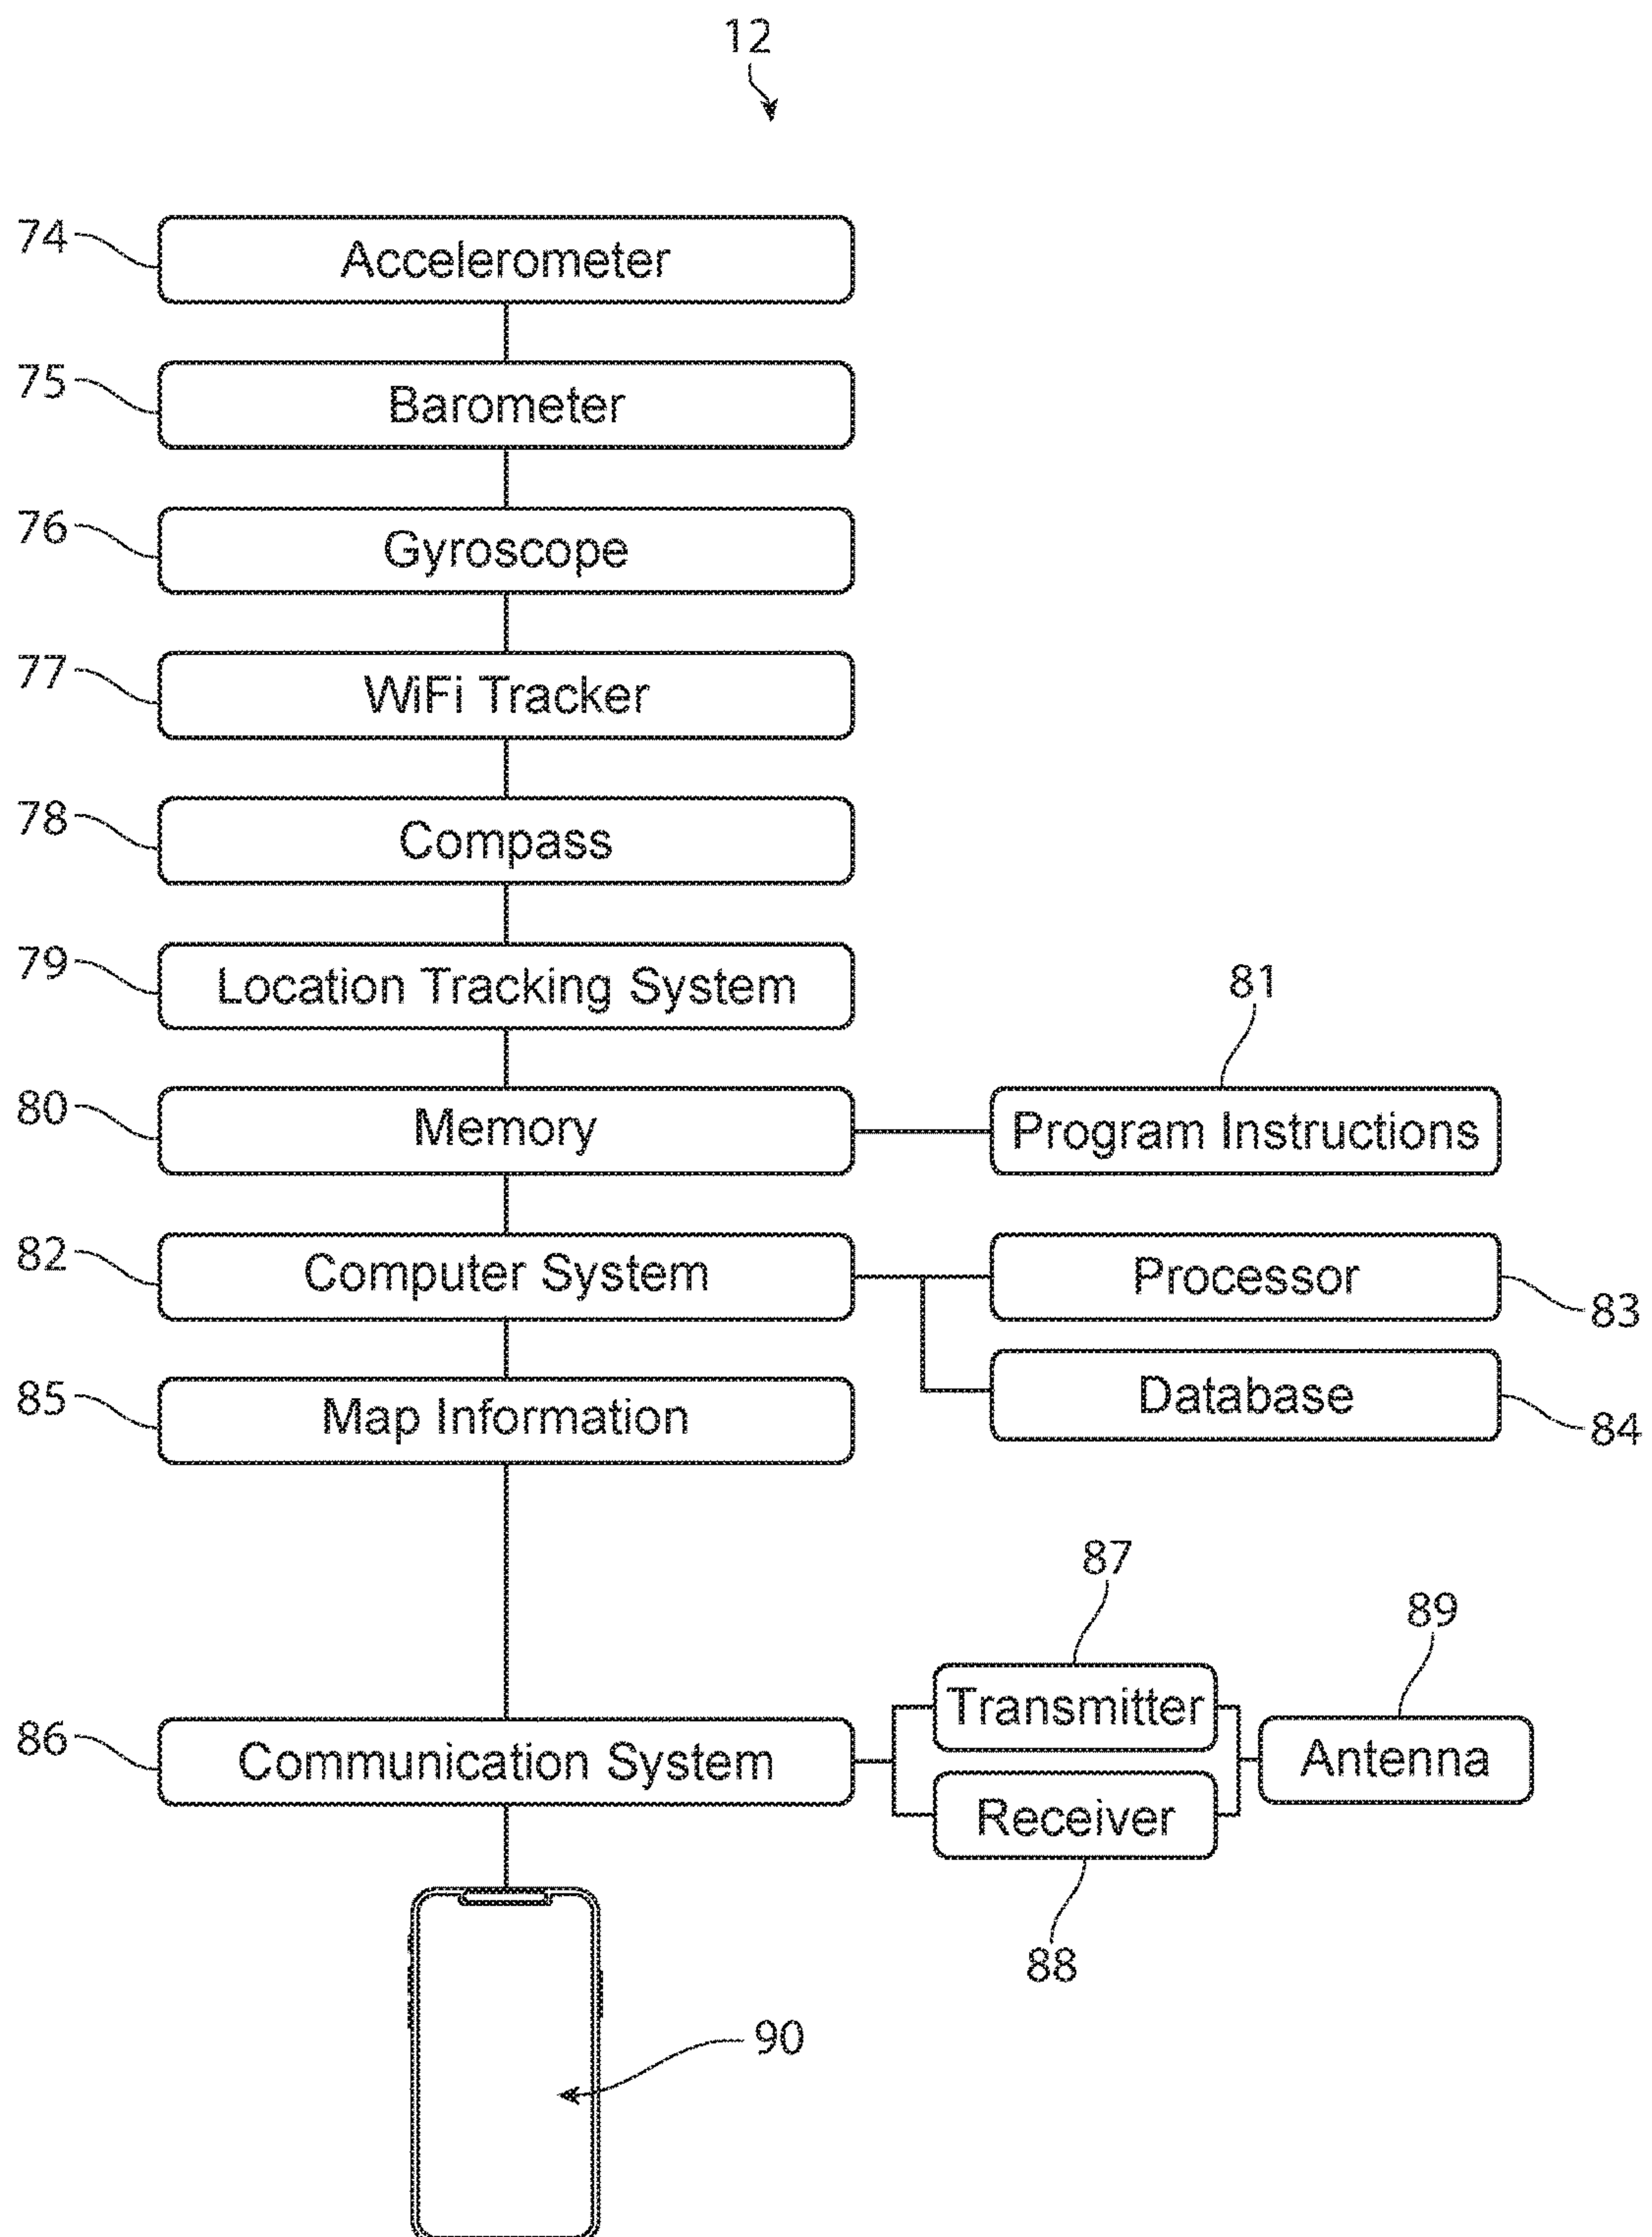 12
74 Accelerometer
75 Barometer
76 Gyroscope
77 WiFi Tracker
78 Compass
79 Location Tracking System
81
80 Memory Program Instructions
82 Computer System Processor 83
85 Map Information Database 84
87
89
86 Communication System Transmitter Antenna
Receiver
88
90